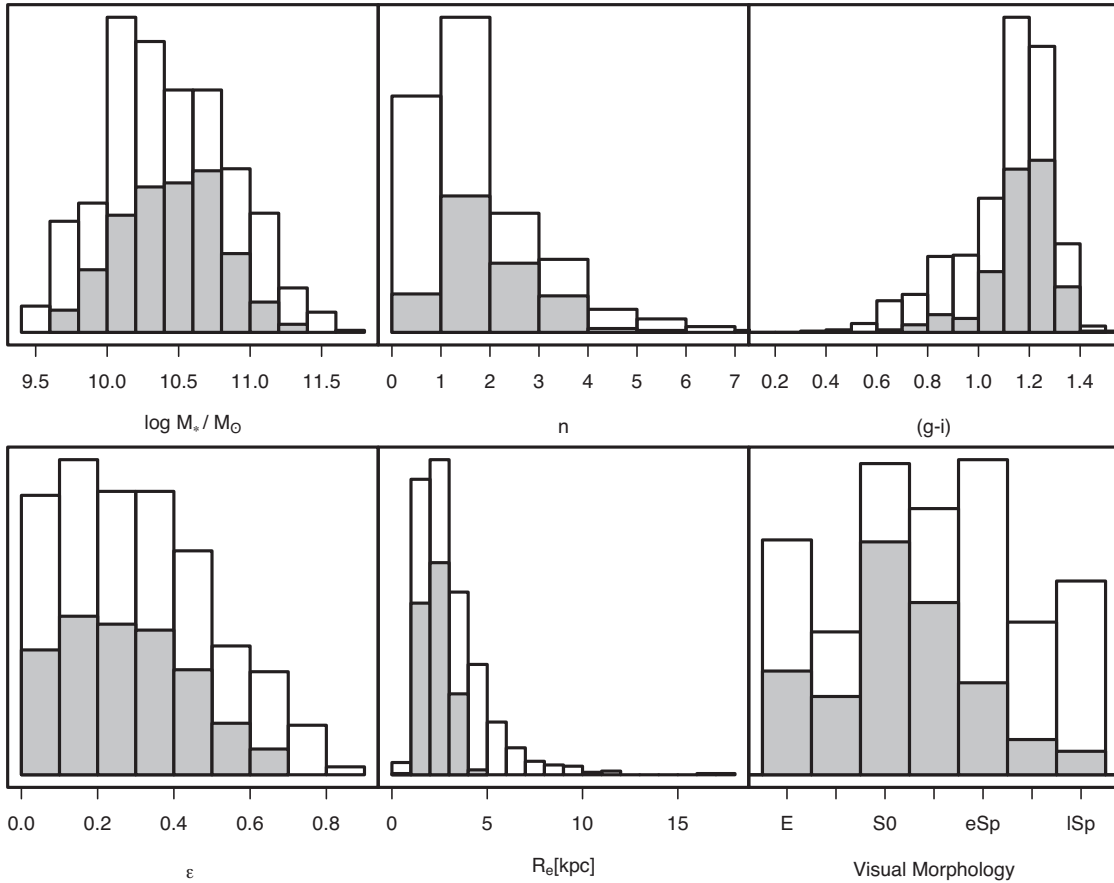 9.5 10.0 10.5 11.0 11.5
log M* / M⊙
0 1 2 3 4 5 6 7
n
0.2 0.4 0.6 0.8 1.0 1.2 1.4
(g-i)
0.0 0.2 0.4 0.6 0.8
ε
0 5 10 15
Re[kpc]
E S0 eSp lSp
Visual Morphology